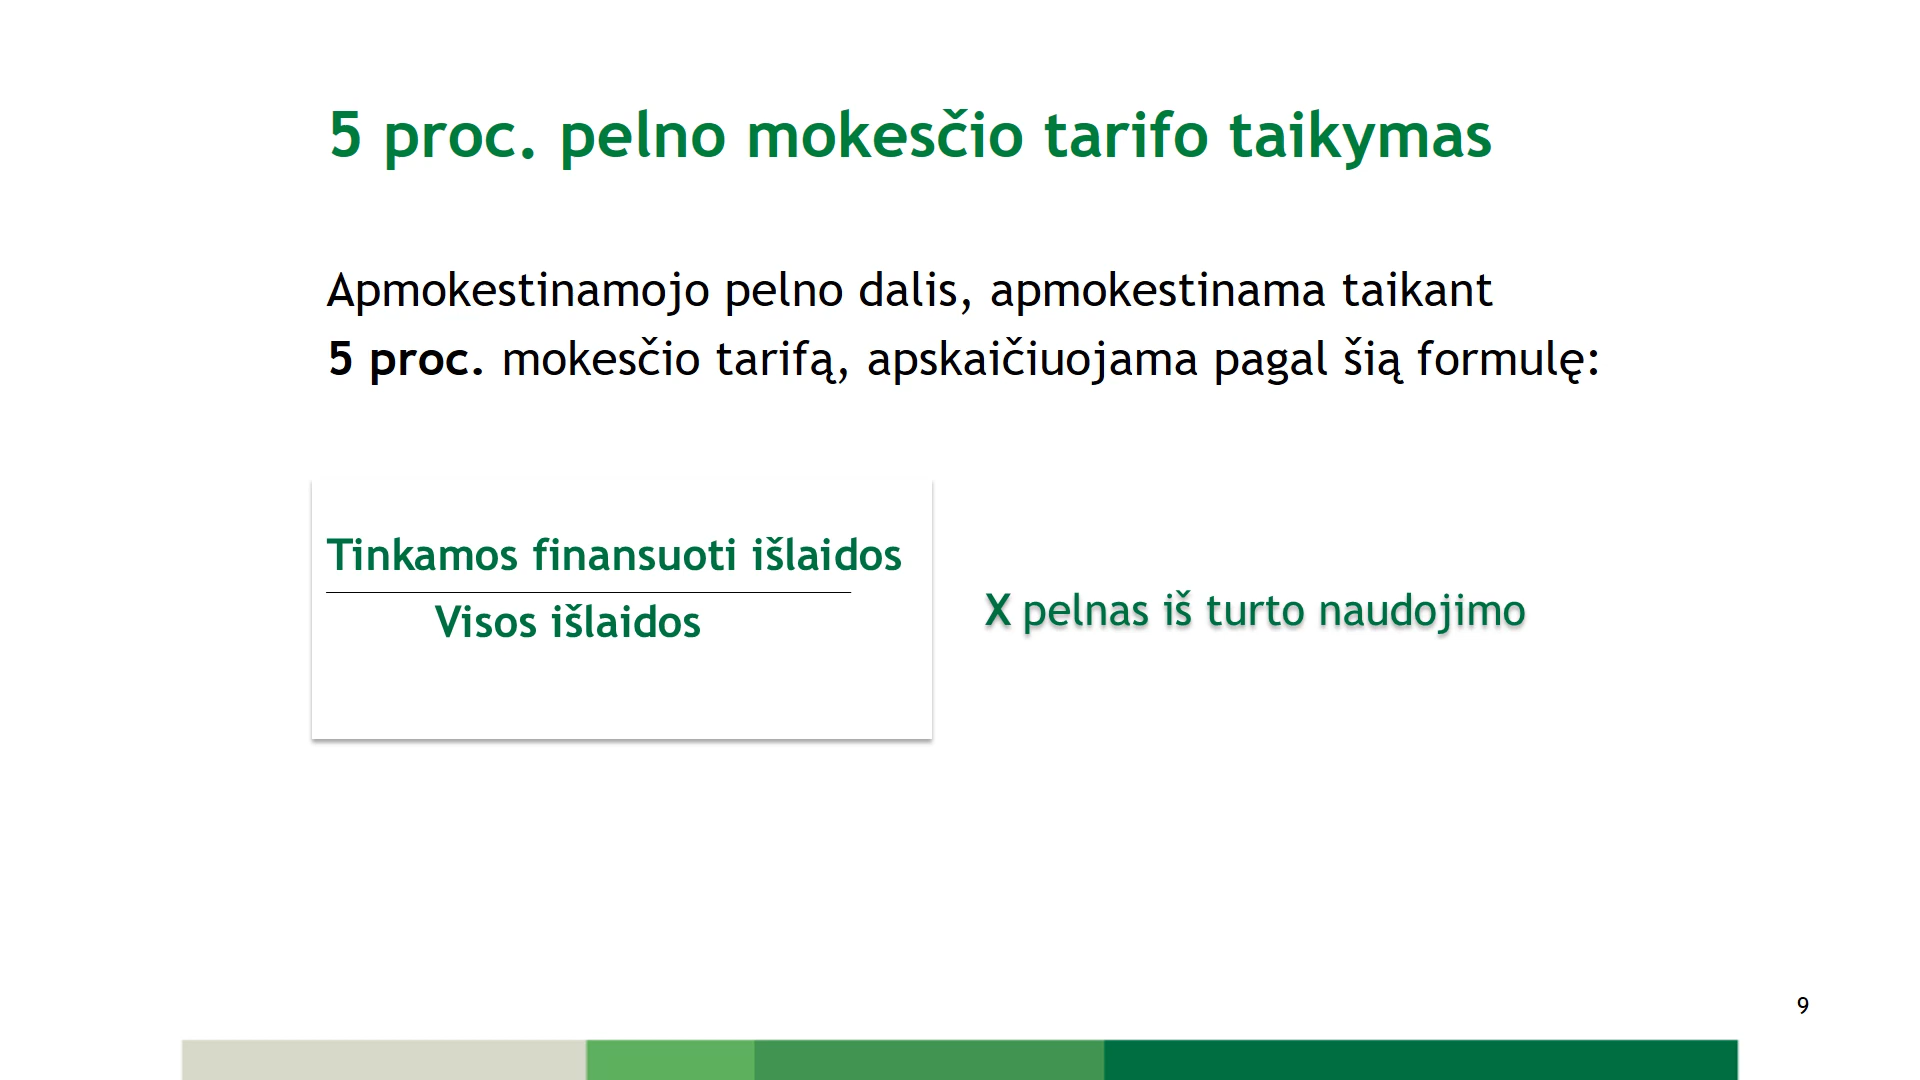 5 proc. pelno mokesčio tarifo taikymas
Apmokestinamojo pelno dalis, apmokestinama taikant
5 proc. mokesčio tarifą, apskaičiuojama pagal šią formulę:
Tinkamos finansuoti išlaidos
Visos išlaidos
X pelnas iš turto naudojimo
9